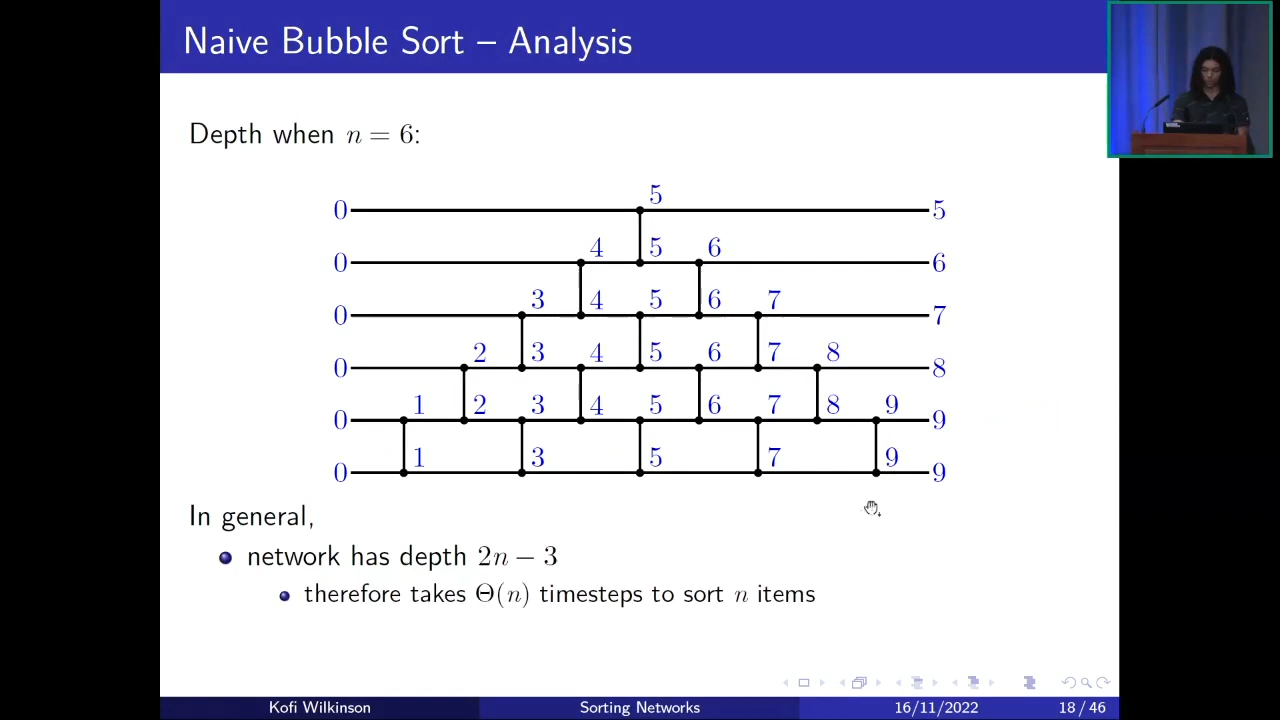 Naive Bubble Sort – Analysis
Depth when n = 6:
5
0 5
4 5 6
0 6
3 4 5 6 7
0 7
2 3 4 5 6 7 8
0 8
1 2 3 4 5 6 7 8 9
0 9
1 3 5 7 9
0 9
In general,
network has depth 2n − 3
therefore takes Θ(n) timesteps to sort n items
Kofi Wilkinson Sorting Networks 16/11/2022 18 / 46